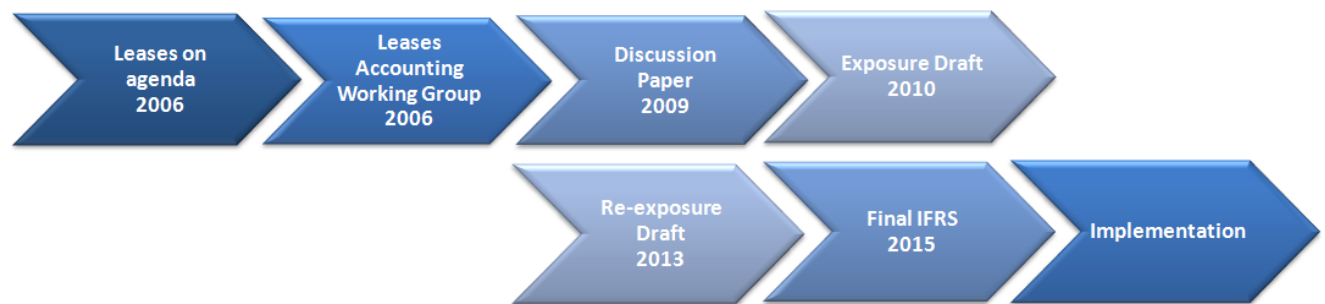 Leases on
agenda
2006
Leases
Accounting
Working Group
2006
Discussion
Paper
2009
Exposure Draft
2010
Re-exposure
Draft
2013
Final IFRS
2015
Implementation